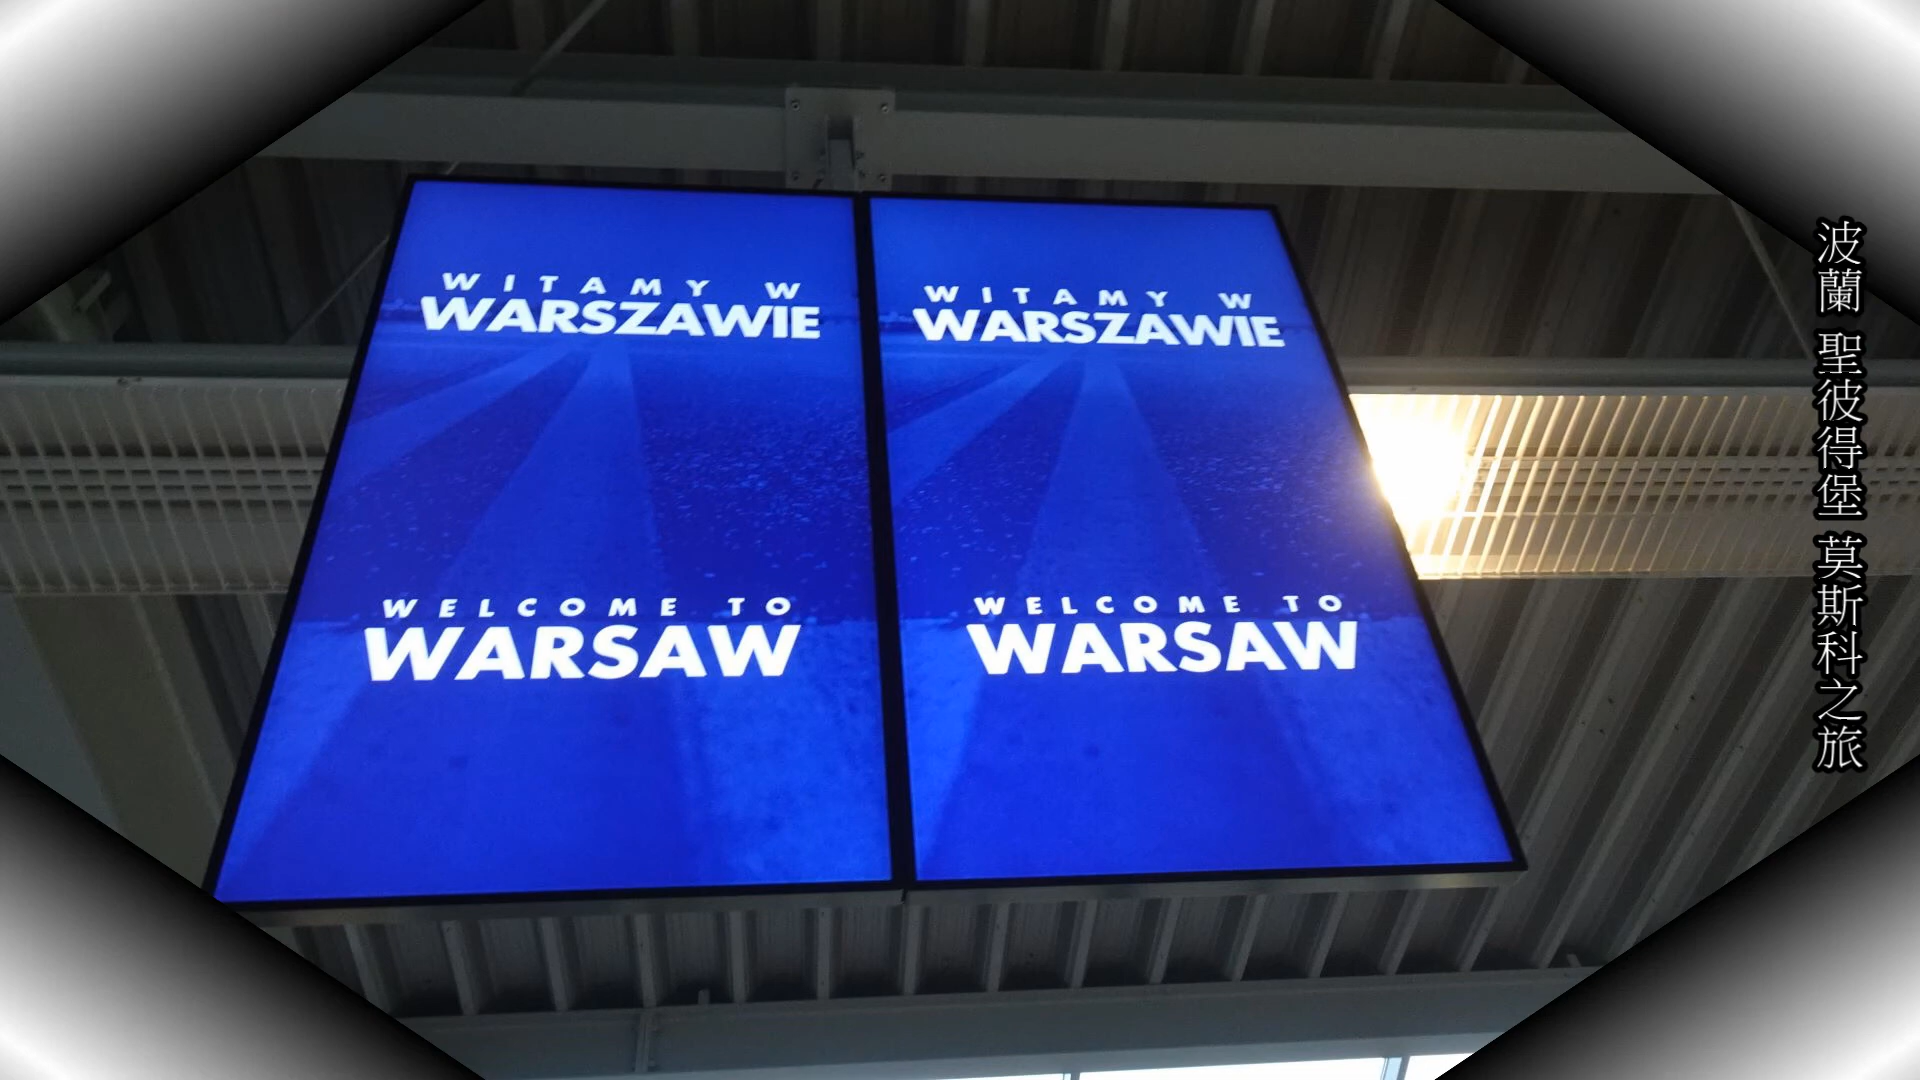 WITAMY W
WARSZAWIE
WELCOME TO
WARSAW
WITAMY W
WARSZAWIE
WELCOME TO
WARSAW
波蘭 聖彼得堡 莫斯科之旅